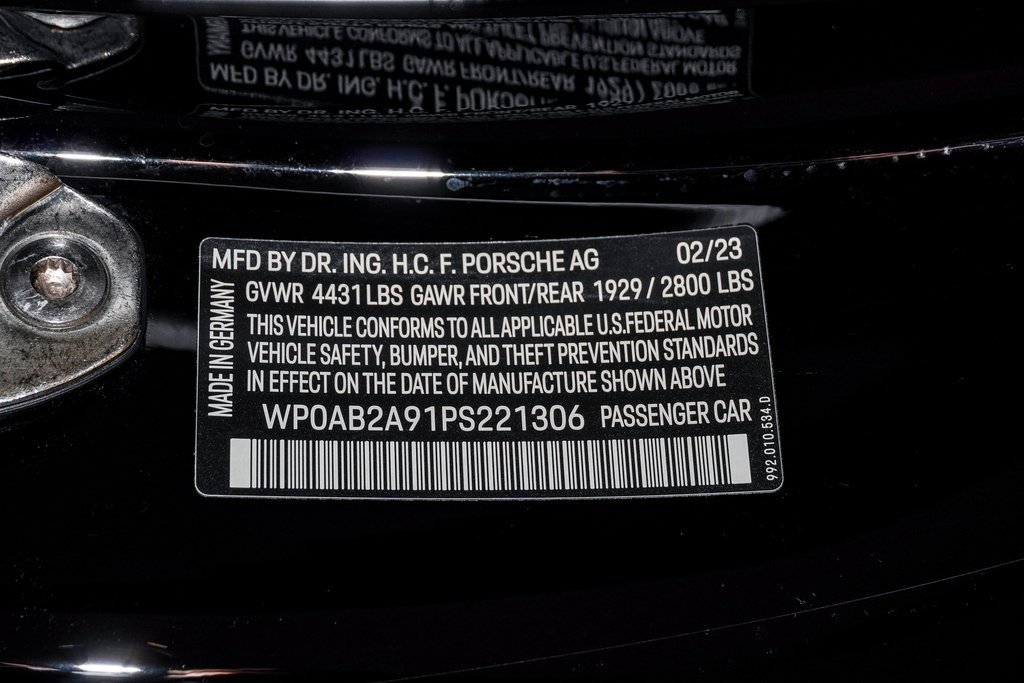 MFD BY DR. ING. H.C. F. PORSCHE AG 02/23
GVWR 4431 LBS GAWR FRONT/REAR 1929 / 2800 LBS
THIS VEHICLE CONFORMS TO ALL APPLICABLE U.S.FEDERAL MOTOR
VEHICLE SAFETY, BUMPER, AND THEFT PREVENTION STANDARDS
IN EFFECT ON THE DATE OF MANUFACTURE SHOWN ABOVE
WP0AB2A91PS221306 PASSENGER CAR
MADE IN GERMANY
992.010.534.D